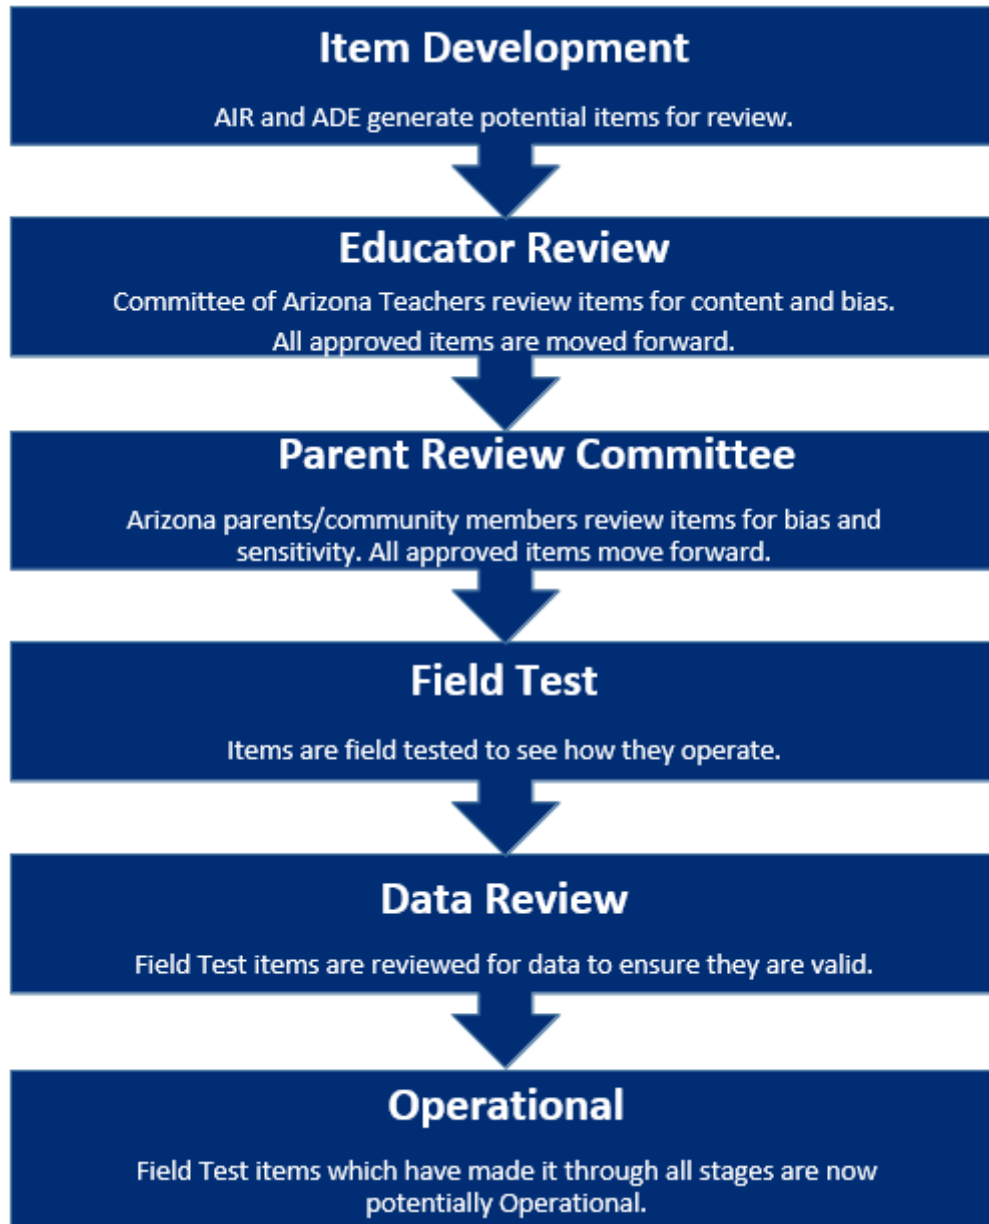 Item Development
AIR and ADE generate potential items for review.
Educator Review
Committee of Arizona Teachers review items for content and bias.
All approved items are moved forward.
Parent Review Committee
Arizona parents/community members review items for bias and
sensitivity. All approved items move forward.
Field Test
Items are field tested to see how they operate.
Data Review
Field Test items are reviewed for data to ensure they are valid.
Operational
Field Test items which have made it through all stages are now
potentially Operational.